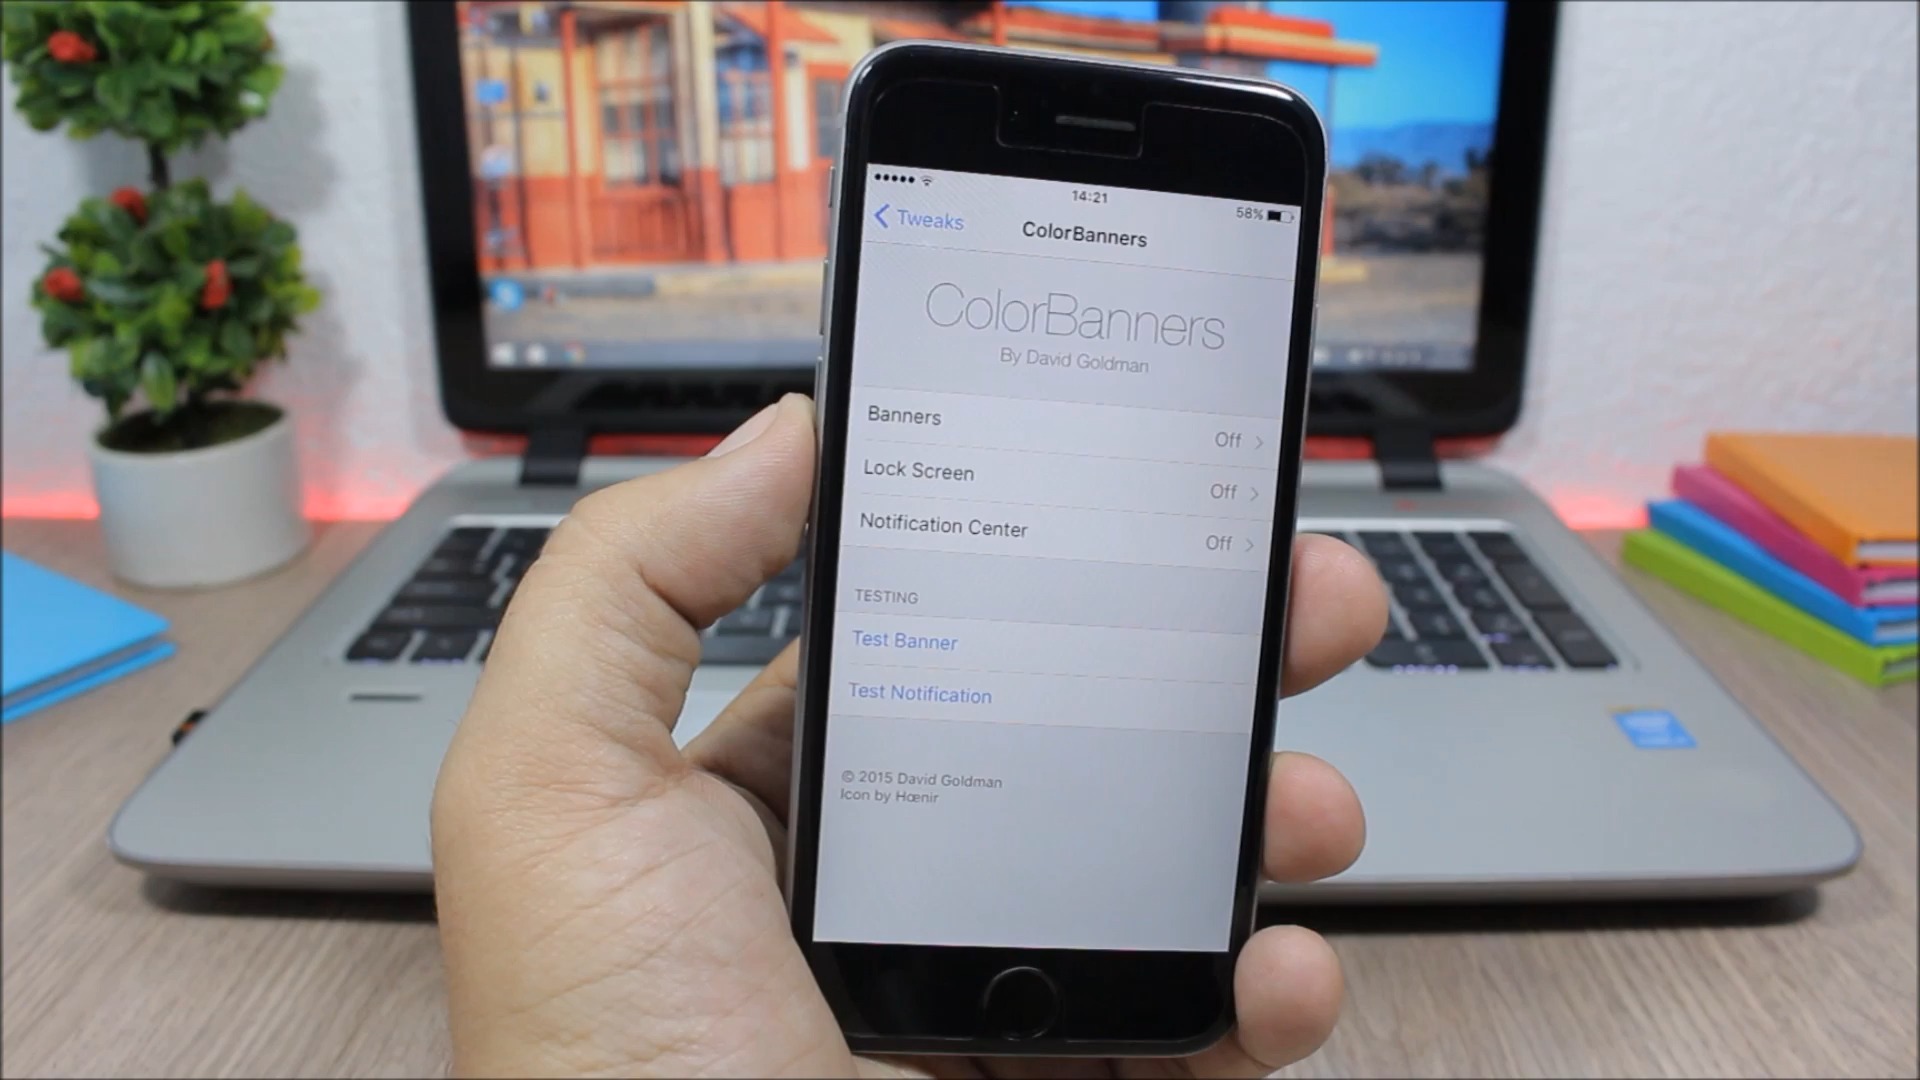 14:21
58%
Tweaks
ColorBanners
ColorBanners
By David Goldman
Banners
Off
Lock Screen
Off
Notification Center
Off
TESTING
Test Banner
Test Notification
© 2015 David Goldman
Icon by Hœnir